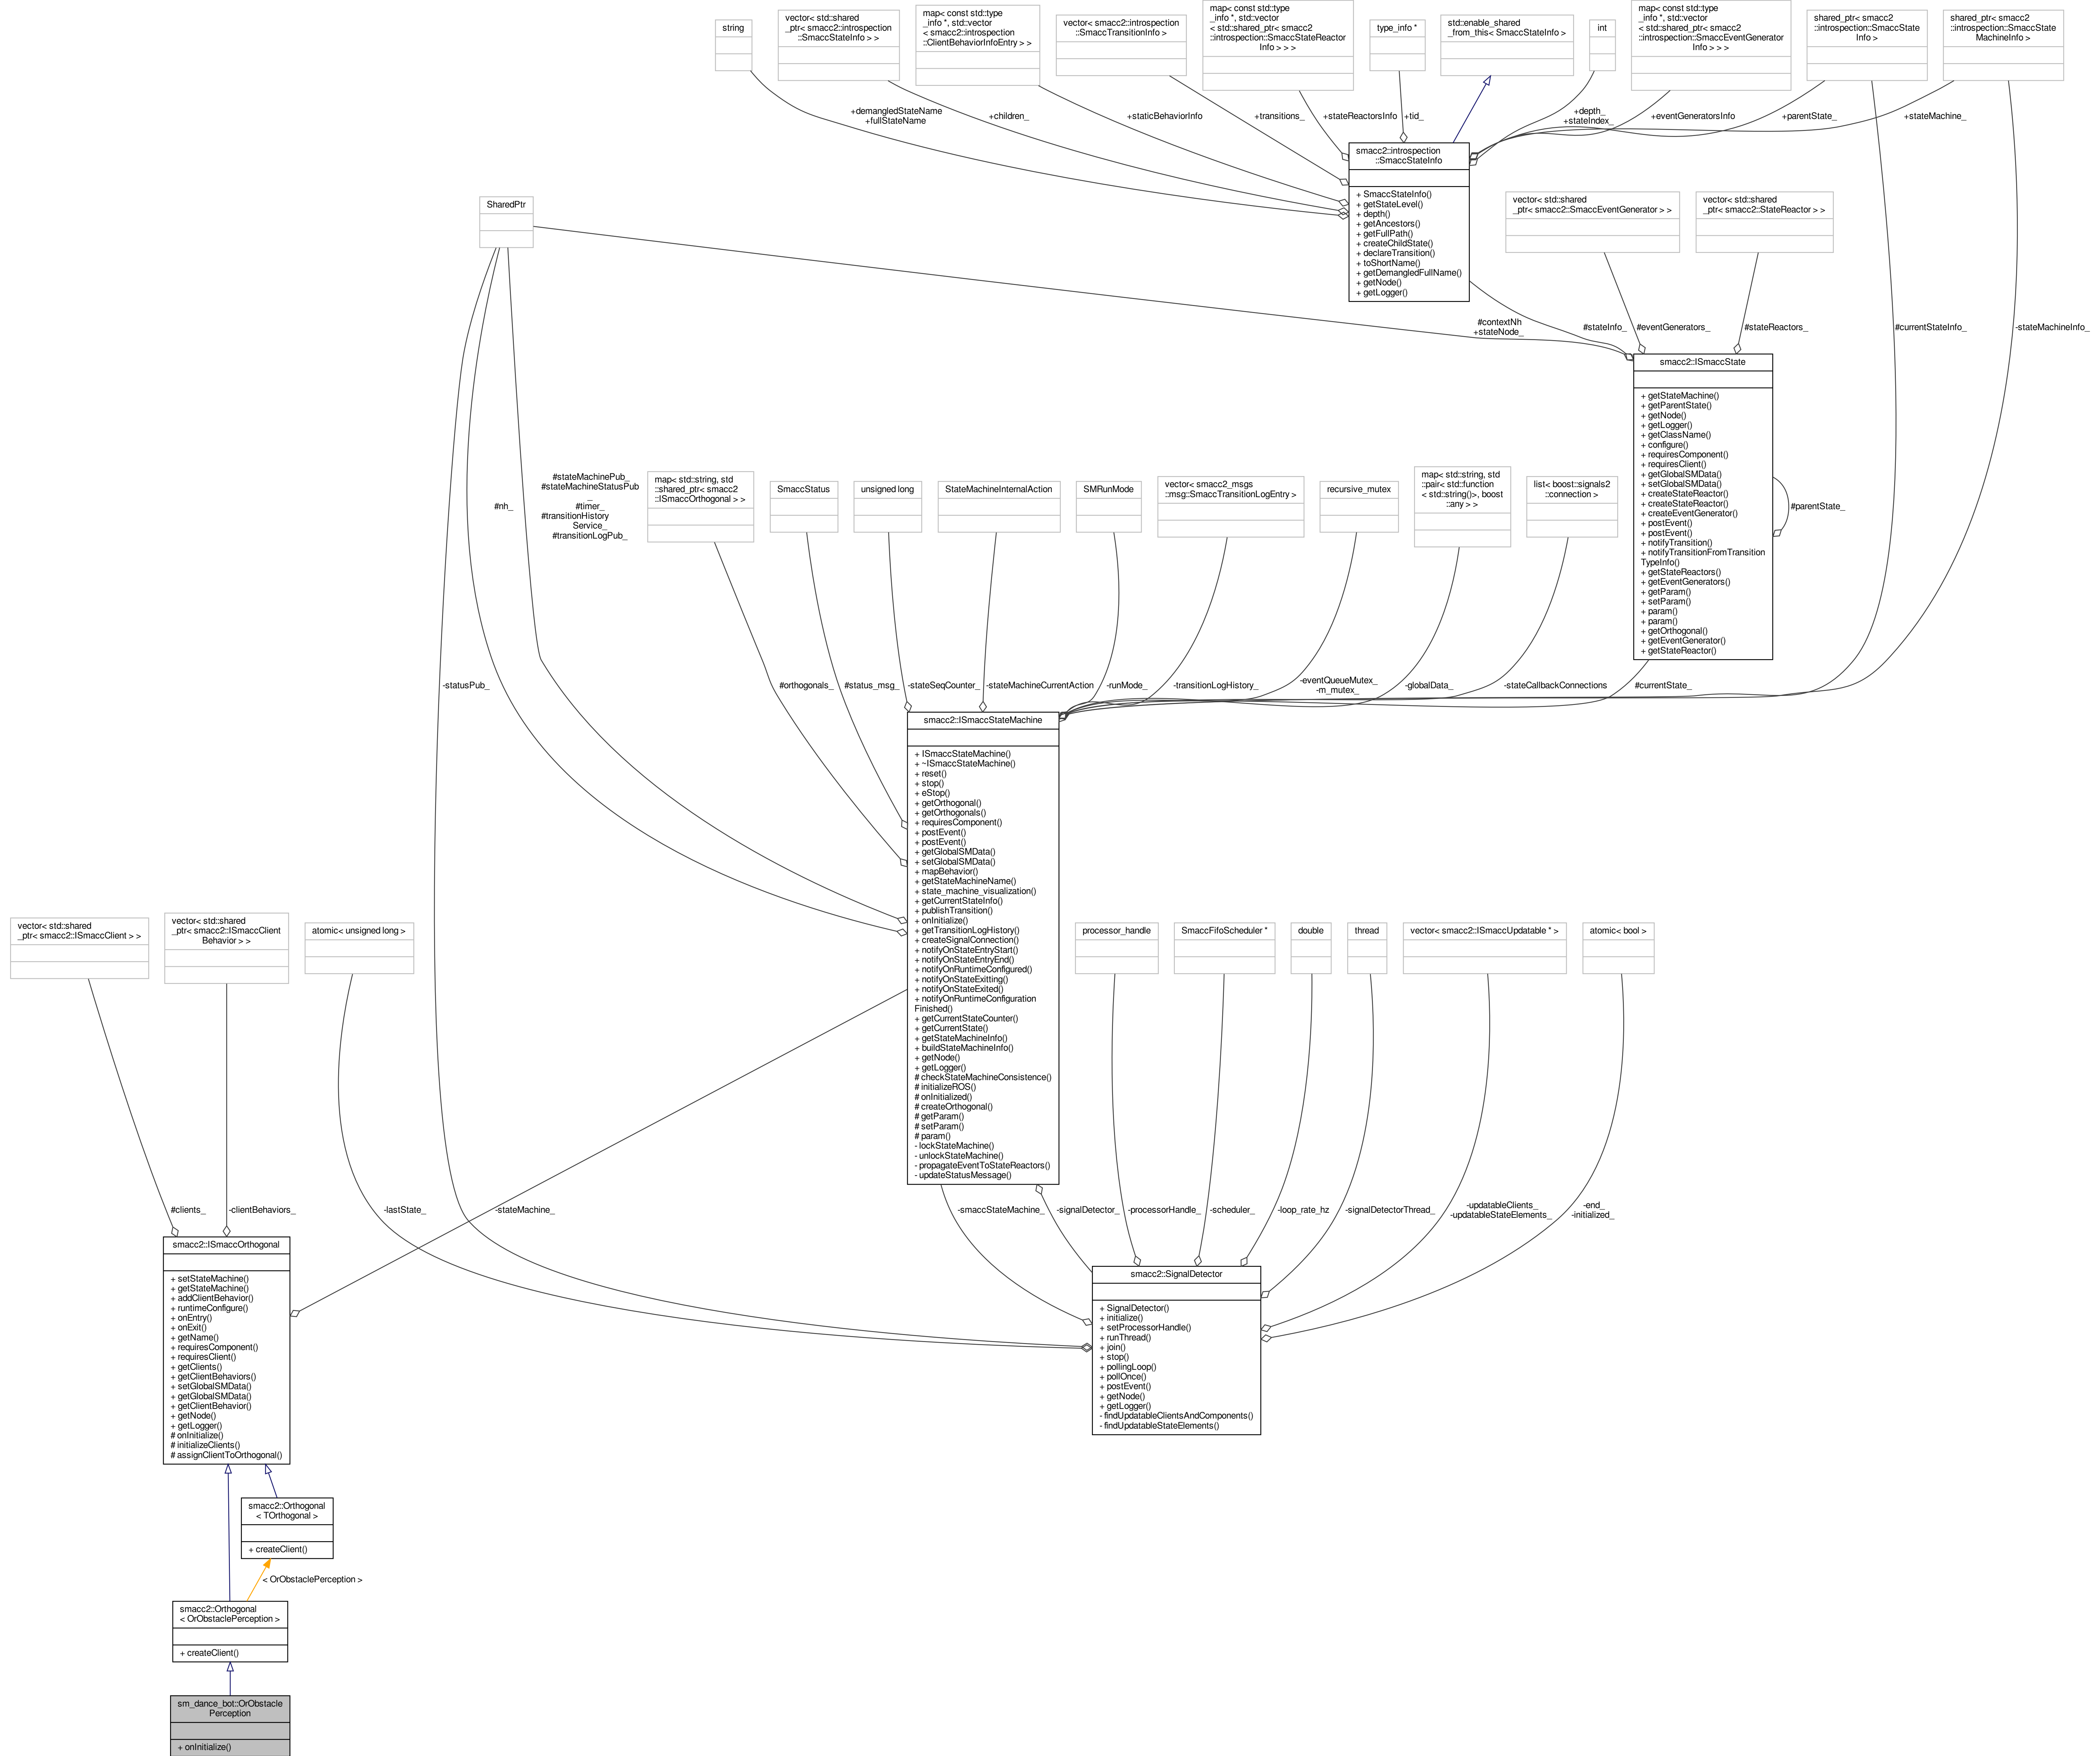 string
vector< std::shared
_ptr< smacc2::introspection
::SmaccStateInfo > >
map< const std::type
_info *, std::vector
< smacc2::introspection
::ClientBehaviorInfoEntry > >
vector< smacc2::introspection
::SmaccTransitionInfo >
map< const std::type
_info *, std::vector
< std::shared_ptr< smacc2
::introspection::SmaccStateReactor
Info > > >
type_info *
std::enable_shared
_from_this< SmaccStateInfo >
int
map< const std::type
_info *, std::vector
< std::shared_ptr< smacc2
::introspection::SmaccEventGenerator
Info > > >
shared_ptr< smacc2
::introspection::SmaccState
Info >
shared_ptr< smacc2
::introspection::SmaccState
MachineInfo >
+demangledStateName
+fullStateName
+children_
+staticBehaviorInfo
+transitions_
+stateReactorsInfo
+tid_
+depth_
+stateIndex_
+eventGeneratorsInfo
+parentState_
+stateMachine_
smacc2::introspection
::SmaccStateInfo
+ SmaccStateInfo()
+ getStateLevel()
+ depth()
+ getAncestors()
+ getFullPath()
+ createChildState()
+ declareTransition()
+ toShortName()
+ getDemangledFullName()
+ getNode()
+ getLogger()
SharedPtr
vector< std::shared
_ptr< smacc2::SmaccEventGenerator > >
vector< std::shared
_ptr< smacc2::StateReactor > >
#contextNh
+stateNode_
#stateInfo_
#eventGenerators_
#stateReactors_
#currentStateInfo_
-stateMachineInfo_
smacc2::ISmaccState
+ getStateMachine()
+ getParentState()
+ getNode()
+ getLogger()
+ getClassName()
+ configure()
+ requiresComponent()
+ requiresClient()
+ getGlobalSMData()
+ setGlobalSMData()
+ createStateReactor()
+ createStateReactor()
+ createEventGenerator()
+ postEvent()
+ postEvent()
+ notifyTransition()
+ notifyTransitionFromTransition
TypeInfo()
+ getStateReactors()
+ getEventGenerators()
+ getParam()
+ setParam()
+ param()
+ param()
+ getOrthogonal()
+ getEventGenerator()
+ getStateReactor()
#parentState_
#nh_
#stateMachinePub_
#stateMachineStatusPub
_
#timer_
#transitionHistory
Service_
#transitionLogPub_
map< std::string, std
::shared_ptr< smacc2
::ISmaccOrthogonal > >
SmaccStatus
unsigned long
StateMachineInternalAction
SMRunMode
vector< smacc2_msgs
::msg::SmaccTransitionLogEntry >
recursive_mutex
map< std::string, std
::pair< std::function
< std::string()>, boost
::any > >
list< boost::signals2
::connection >
-statusPub_
#orthogonals_
#status_msg_
-stateSeqCounter_
-stateMachineCurrentAction
-runMode_
-transitionLogHistory_
-eventQueueMutex_
-m_mutex_
-globalData_
-stateCallbackConnections
#currentState_
smacc2::ISmaccStateMachine
+ ISmaccStateMachine()
+ ~ISmaccStateMachine()
+ reset()
+ stop()
+ eStop()
+ getOrthogonal()
+ getOrthogonals()
+ requiresComponent()
+ postEvent()
+ postEvent()
+ getGlobalSMData()
+ setGlobalSMData()
+ mapBehavior()
+ getStateMachineName()
+ state_machine_visualization()
+ getCurrentStateInfo()
+ publishTransition()
+ onInitialize()
+ getTransitionLogHistory()
+ createSignalConnection()
+ notifyOnStateEntryStart()
+ notifyOnStateEntryEnd()
+ notifyOnRuntimeConfigured()
+ notifyOnStateExitting()
+ notifyOnStateExited()
+ notifyOnRuntimeConfiguration
Finished()
+ getCurrentStateCounter()
+ getCurrentState()
+ getStateMachineInfo()
+ buildStateMachineInfo()
+ getNode()
+ getLogger()
# checkStateMachineConsistence()
# initializeROS()
# onInitialized()
# createOrthogonal()
# getParam()
# setParam()
# param()
- lockStateMachine()
- unlockStateMachine()
- propagateEventToStateReactors()
- updateStatusMessage()
vector< std::shared
_ptr< smacc2::ISmaccClient > >
vector< std::shared
_ptr< smacc2::ISmaccClient
Behavior > >
atomic< unsigned long >
processor_handle
SmaccFifoScheduler *
double
thread
vector< smacc2::ISmaccUpdatable * >
atomic< bool >
#clients_
-clientBehaviors_
-lastState_
-stateMachine_
-smaccStateMachine_
-signalDetector_
-processorHandle_
-scheduler_
-loop_rate_hz
-signalDetectorThread_
-updatableClients_
-updatableStateElements_
-end_
-initialized_
smacc2::ISmaccOrthogonal
+ setStateMachine()
+ getStateMachine()
+ addClientBehavior()
+ runtimeConfigure()
+ onEntry()
+ onExit()
+ getName()
+ requiresComponent()
+ requiresClient()
+ getClients()
+ getClientBehaviors()
+ setGlobalSMData()
+ getGlobalSMData()
+ getClientBehavior()
+ getNode()
+ getLogger()
# onInitialize()
# initializeClients()
# assignClientToOrthogonal()
smacc2::SignalDetector
+ SignalDetector()
+ initialize()
+ setProcessorHandle()
+ runThread()
+ join()
+ stop()
+ pollingLoop()
+ pollOnce()
+ postEvent()
+ getNode()
+ getLogger()
- findUpdatableClientsAndComponents()
- findUpdatableStateElements()
smacc2::Orthogonal
< TOrthogonal >
+ createClient()
< OrObstaclePerception >
smacc2::Orthogonal
< OrObstaclePerception >
+ createClient()
sm_dance_bot::OrObstacle
Perception
+ onInitialize()